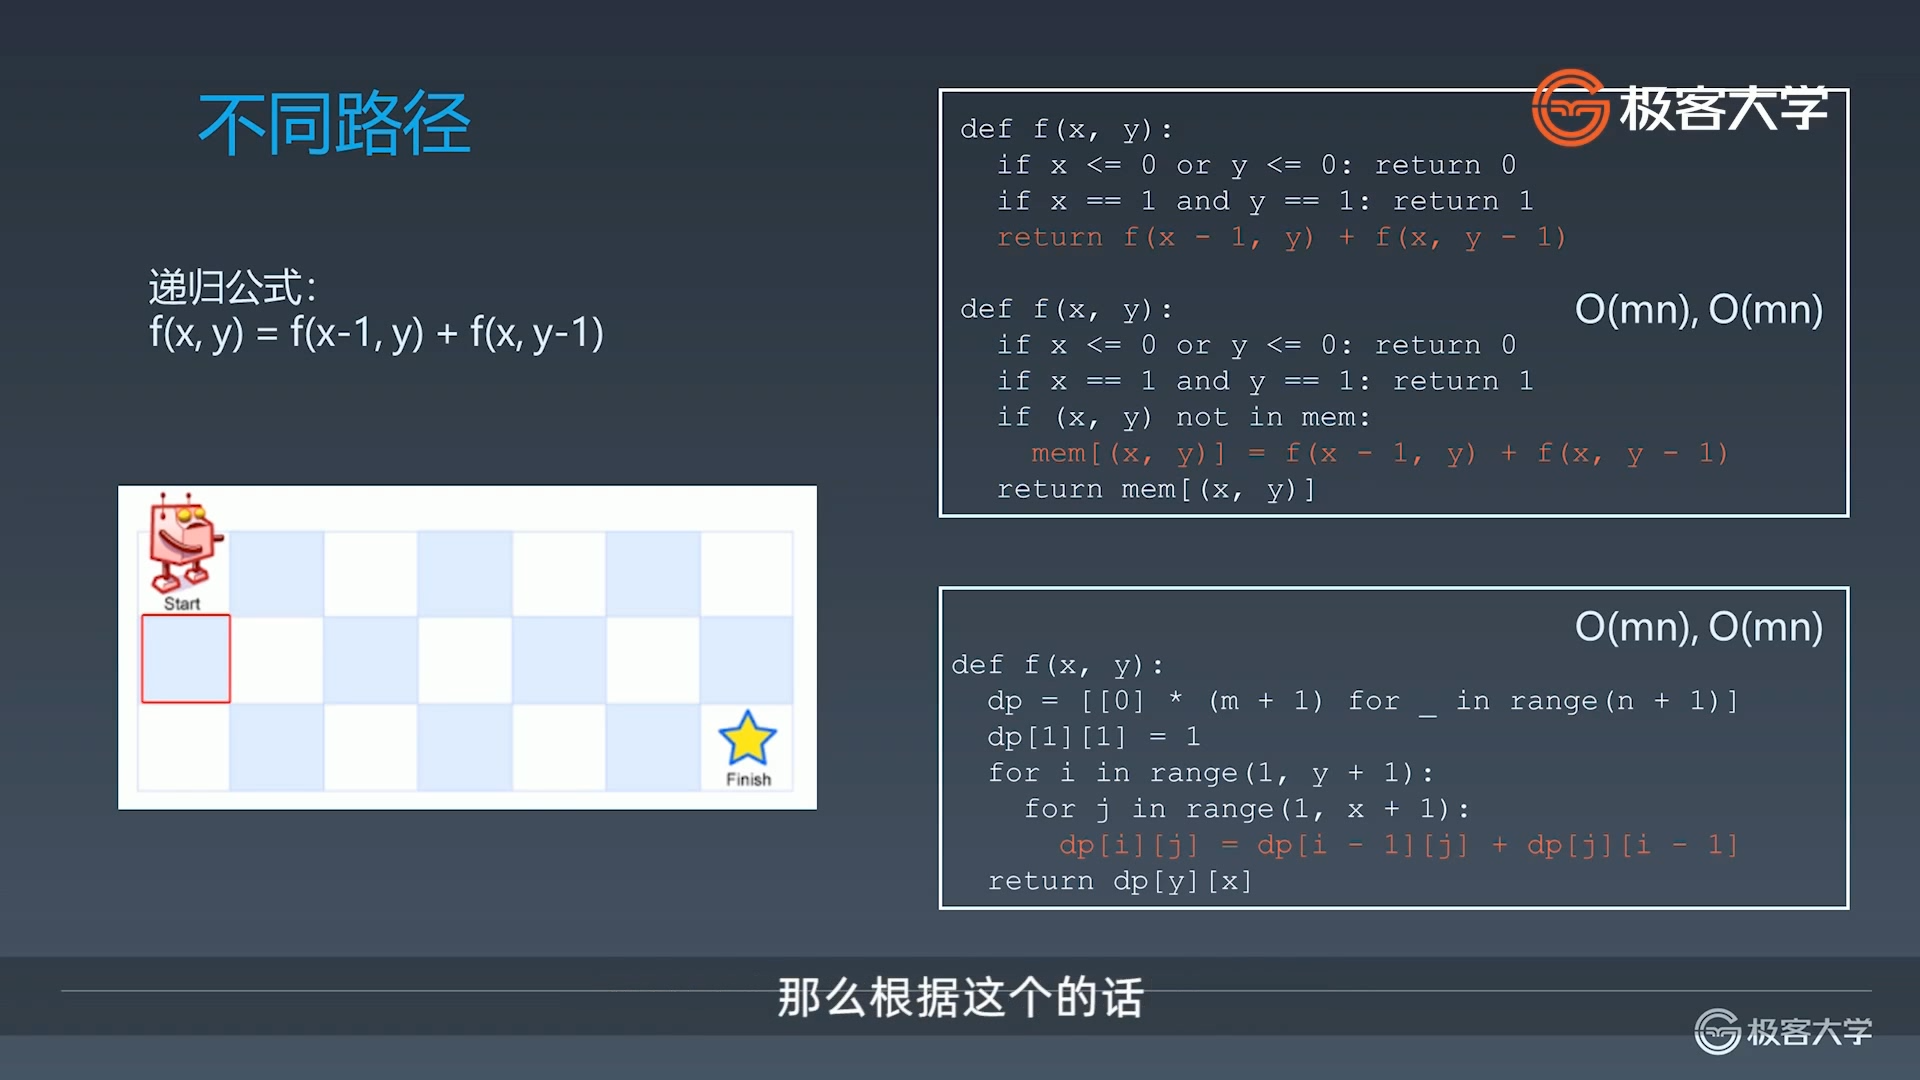 不同路径
递归公式：
f(x, y) = f(x-1, y) + f(x, y-1)
Start
Finish
极客大学
def f(x, y):
  if x <= 0 or y <= 0: return 0
  if x == 1 and y == 1: return 1
  return f(x - 1, y) + f(x, y - 1)
def f(x, y):
O(mn), O(mn)
  if x <= 0 or y <= 0: return 0
  if x == 1 and y == 1: return 1
  if (x, y) not in mem:
    mem[(x, y)] = f(x - 1, y) + f(x, y - 1)
  return mem[(x, y)]
O(mn), O(mn)
def f(x, y):
  dp = [[0] * (m + 1) for _ in range(n + 1)]
  dp[1][1] = 1
  for i in range(1, y + 1):
    for j in range(1, x + 1):
      dp[i][j] = dp[i - 1][j] + dp[j][i - 1]
  return dp[y][x]
那么根据这个的话
极客大学